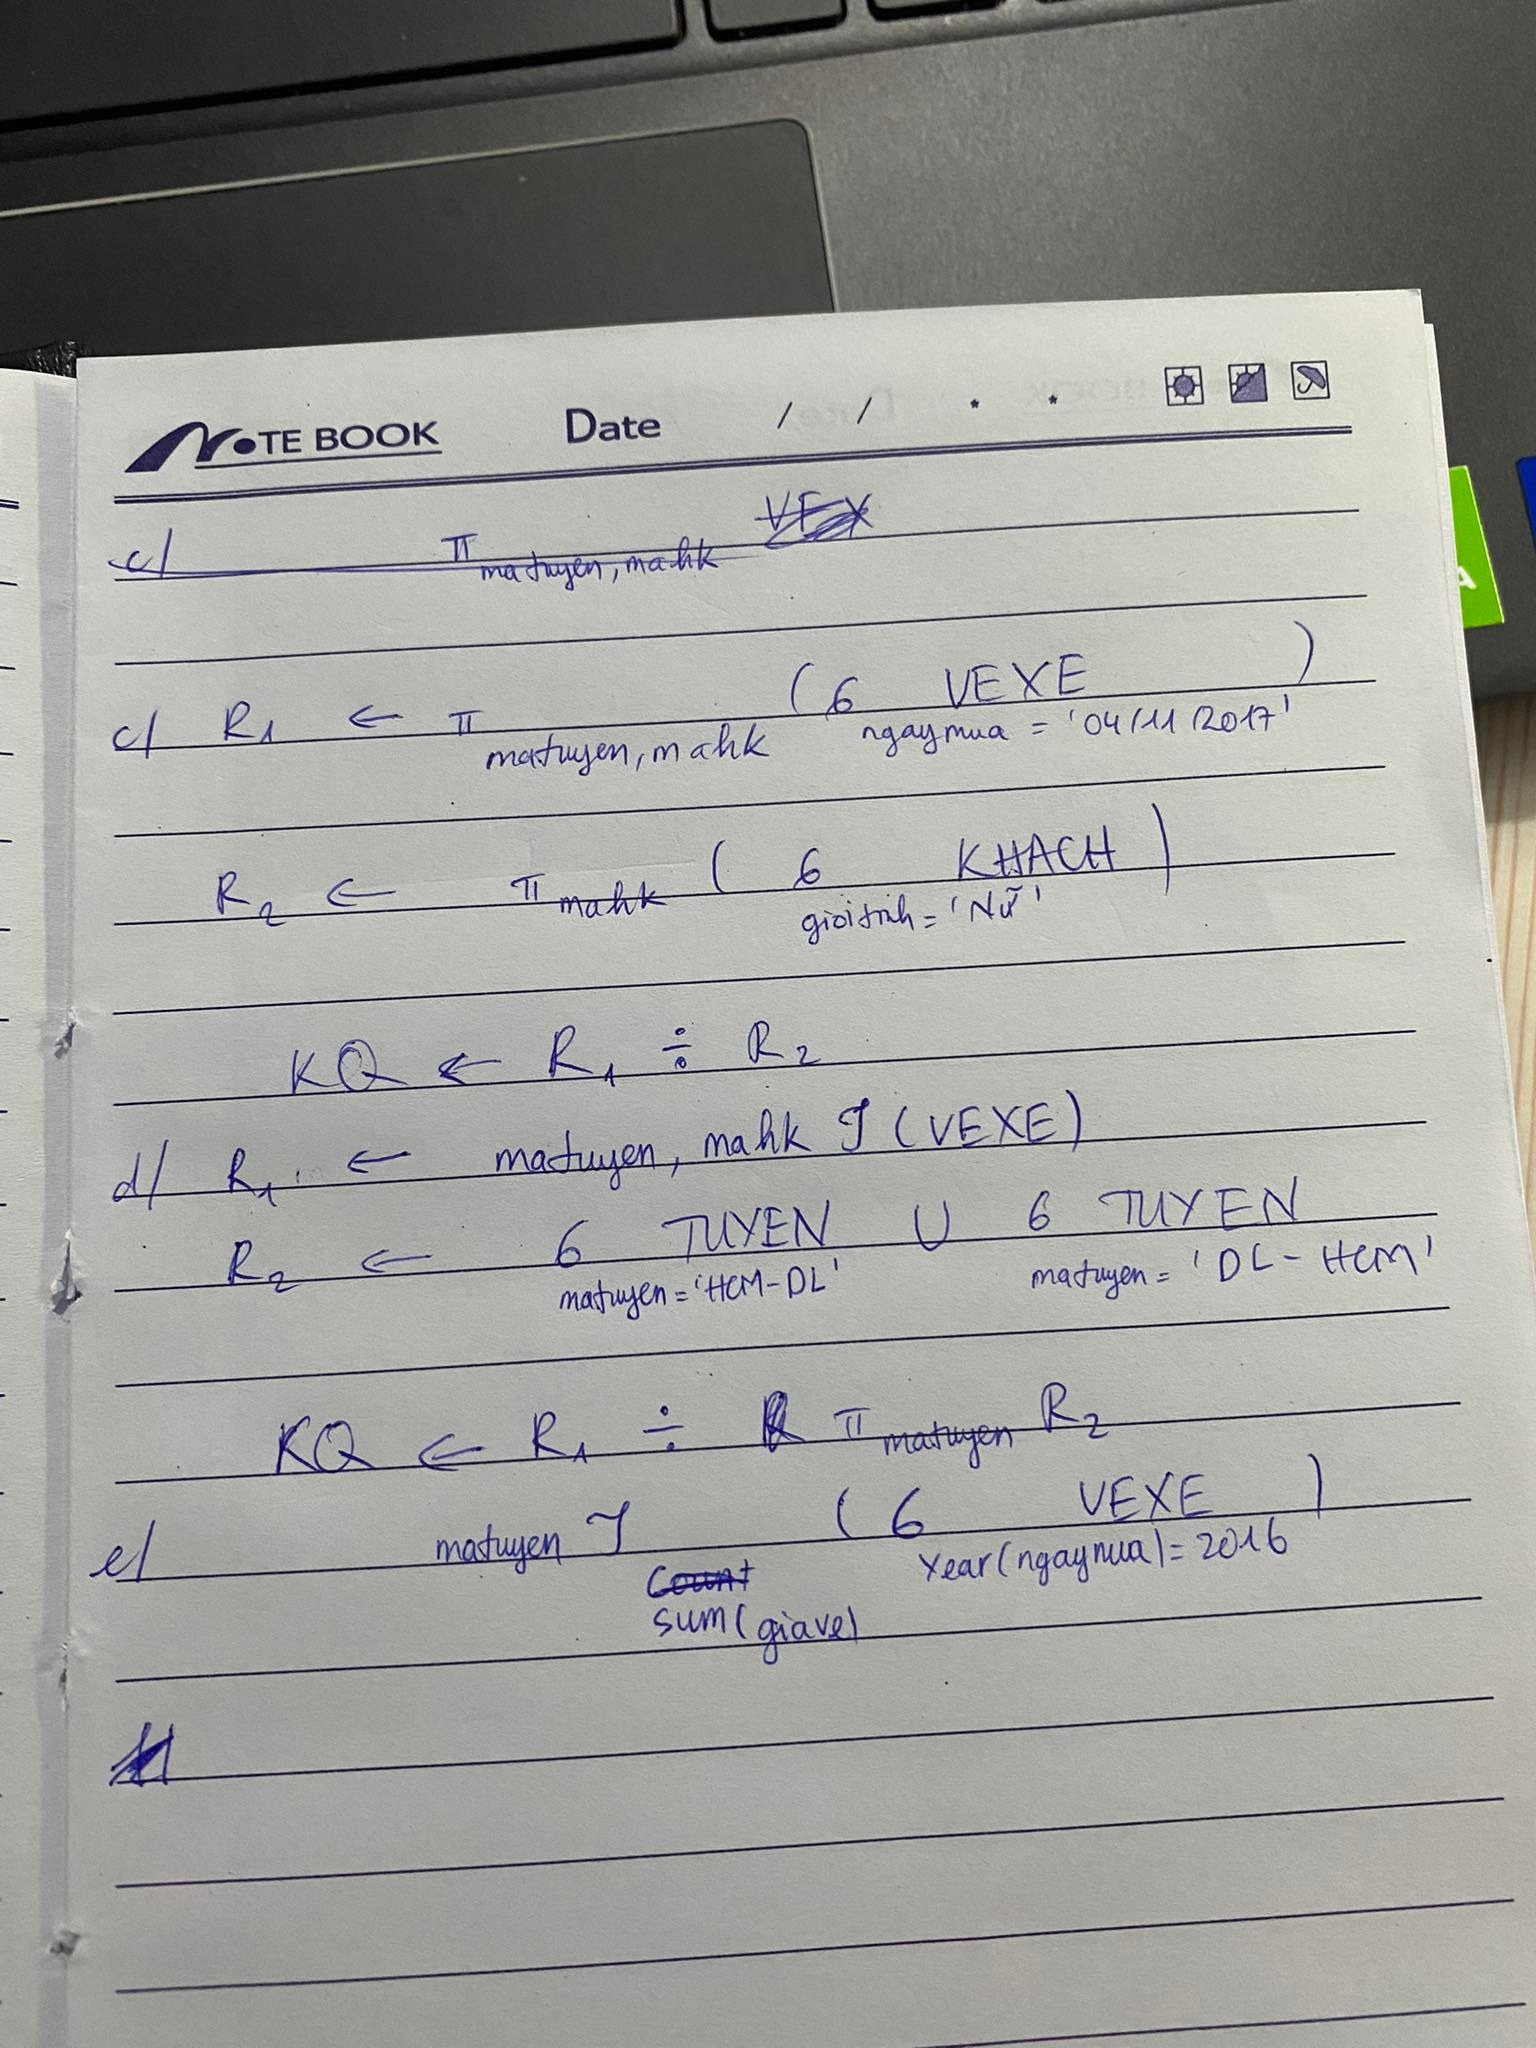 NOTE BOOK Date / /
c/ π matuyen, mahk
c/ R1 ← π matuyen, mahk (σ ngaymua = '04/11/2017' VEXE)
R2 ← π mahk (σ gioitinh = 'Nữ' KHACH)
KQ ← R1 ÷ R2
d/ R1 ← matuyen, mahk ℑ (VEXE)
R2 ← σ matuyen = 'HCM-DL' TUYEN ∪ σ matuyen = 'DL-HCM' TUYEN
KQ ← R1 ÷ π matuyen R2
e/ matuyen ℑ sum(giave) (σ Year(ngaymua) = 2016 VEXE)